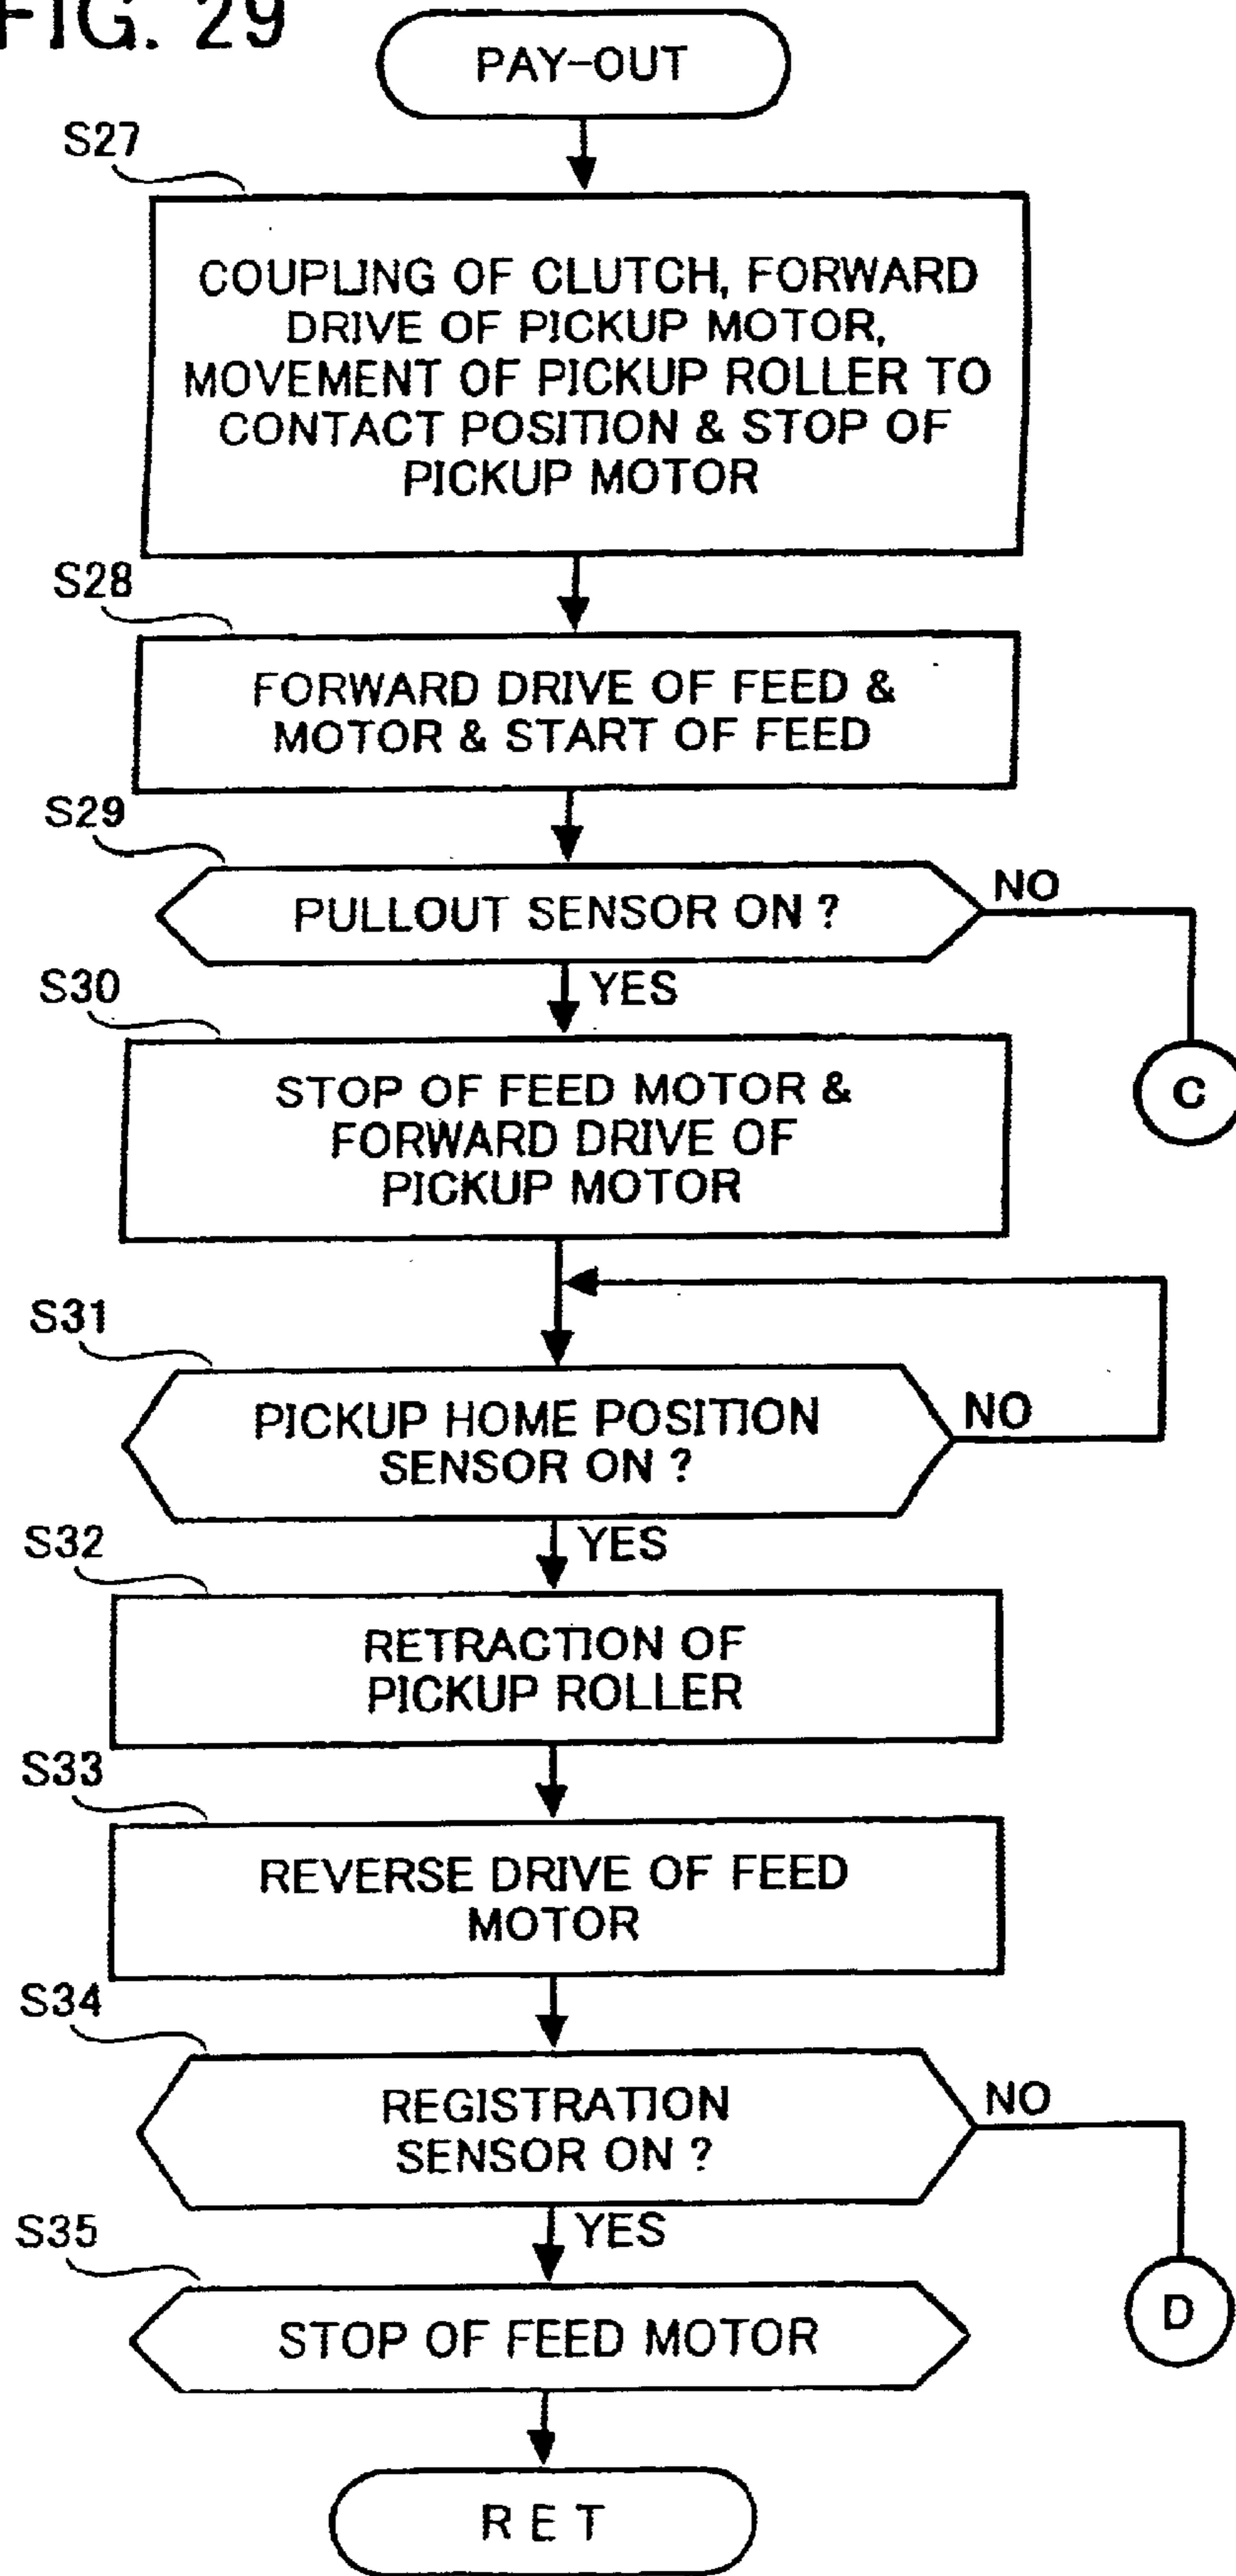 FIG. 29
PAY-OUT
S27
COUPLING OF CLUTCH, FORWARD
DRIVE OF PICKUP MOTOR,
MOVEMENT OF PICKUP ROLLER TO
CONTACT POSITION & STOP OF
PICKUP MOTOR
S28
FORWARD DRIVE OF FEED &
MOTOR & START OF FEED
S29
PULLOUT SENSOR ON ?
NO
C
YES
S30
STOP OF FEED MOTOR &
FORWARD DRIVE OF
PICKUP MOTOR
S31
PICKUP HOME POSITION
SENSOR ON ?
NO
YES
S32
RETRACTION OF
PICKUP ROLLER
S33
REVERSE DRIVE OF FEED
MOTOR
S34
REGISTRATION
SENSOR ON ?
NO
D
YES
S35
STOP OF FEED MOTOR
RET